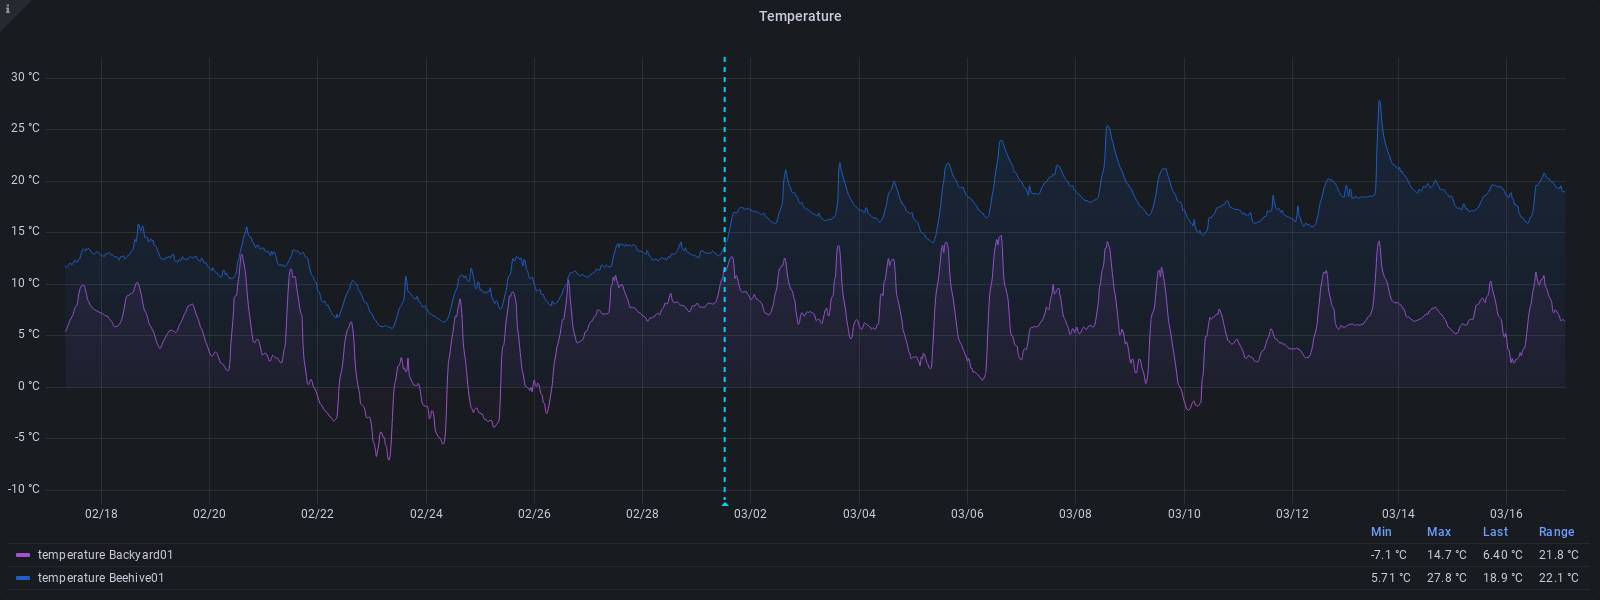 i
Temperature
30 °C
25 °C
20 °C
15 °C
10 °C
5 °C
0 °C
-5 °C
-10 °C
02/18 02/20 02/22 02/24 02/26 02/28 03/02 03/04 03/06 03/08 03/10 03/12 03/14 03/16
Min Max Last Range
temperature Backyard01 -7.1 °C 14.7 °C 6.40 °C 21.8 °C
temperature Beehive01 5.71 °C 27.8 °C 18.9 °C 22.1 °C